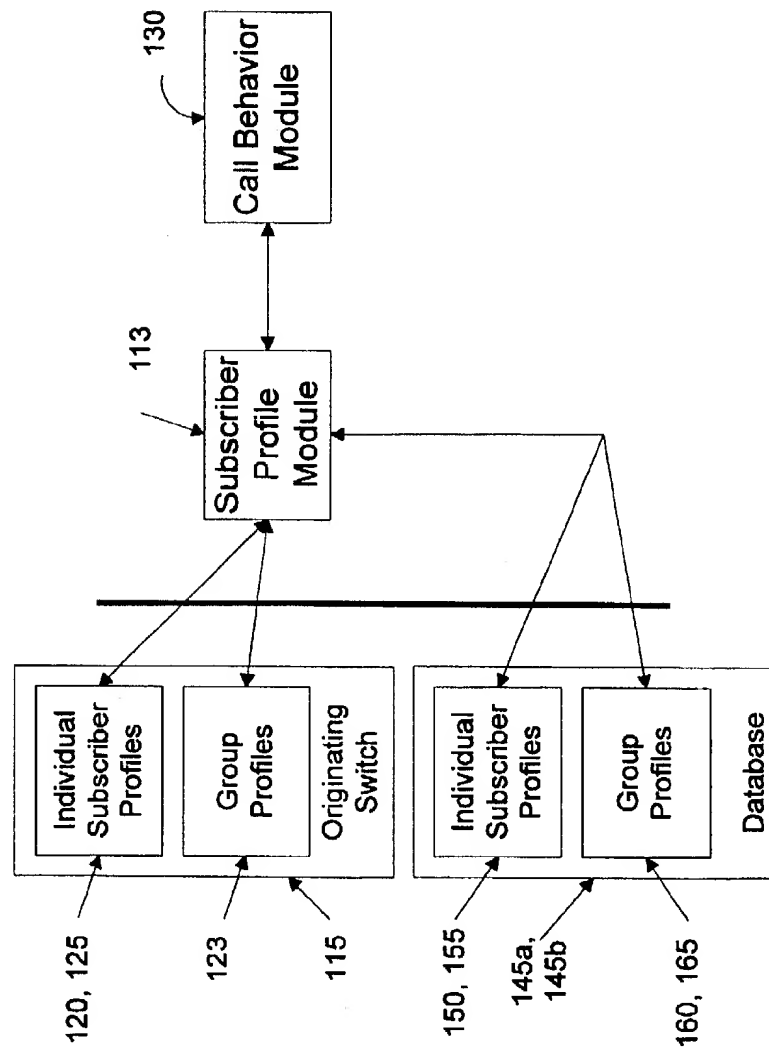 130
Call Behavior
Module
113
Subscriber
Profile
Module
Individual
Subscriber
Profiles
Group
Profiles
Originating
Switch
120, 125
123
115
Individual
Subscriber
Profiles
Group
Profiles
Database
150, 155
145a,
145b
160, 165